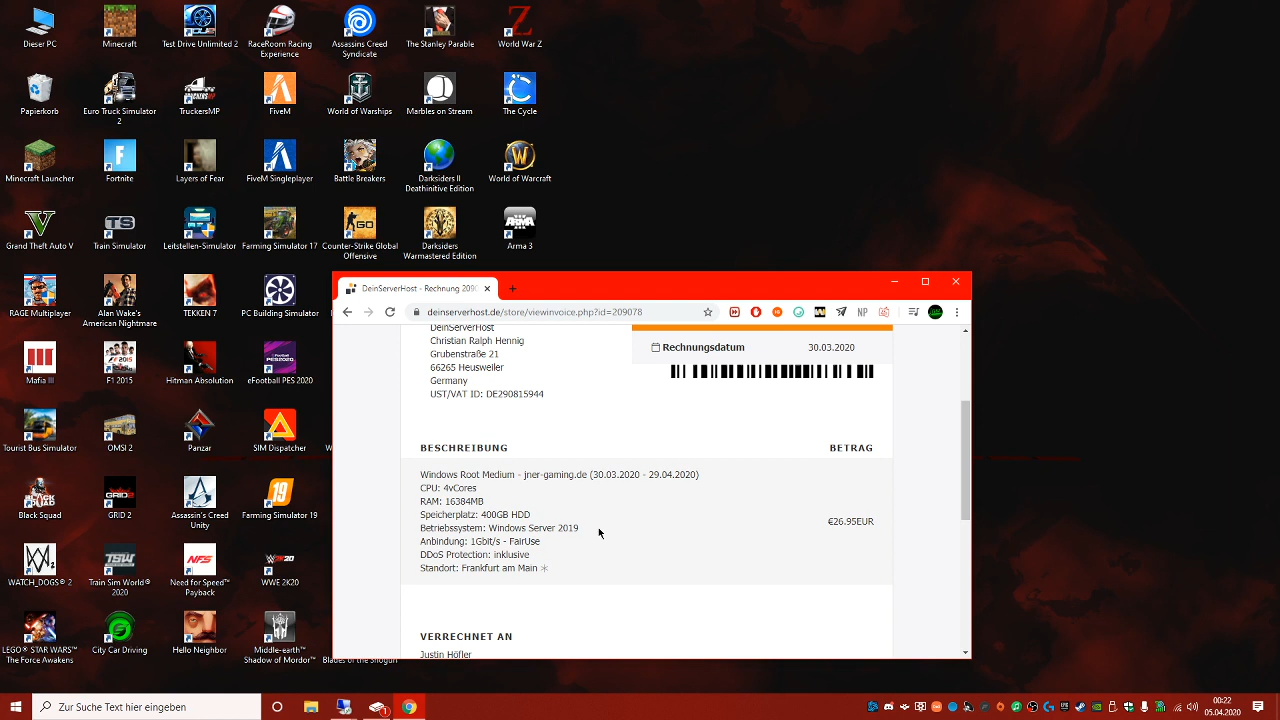 Dieser PC
Minecraft
Test Drive Unlimited 2
RaceRoom Racing Experience
Assassins Creed Syndicate
The Stanley Parable
World War Z
Papierkorb
Euro Truck Simulator 2
TruckersMP
FiveM
World of Warships
Marbles on Stream
The Cycle
Minecraft Launcher
Fortnite
Layers of Fear
FiveM Singleplayer
Battle Breakers
Darksiders II Deathinitive Edition
World of Warcraft
Grand Theft Auto V
Train Simulator
Leitstellen-Simulator
Farming Simulator 17
Counter-Strike Global Offensive
Darksiders Warmastered Edition
Arma 3
RAGE Multiplayer
Alan Wake's American Nightmare
TEKKEN 7
PC Building Simulator
Mafia III
F1 2015
Hitman Absolution
eFootball PES 2020
Tourist Bus Simulator
OMSI 2
Panzar
SIM Dispatcher
Black Squad
GRID 2
Assassin's Creed Unity
Farming Simulator 19
WATCH_DOGS® 2
Train Sim World® 2020
Need for Speed™ Payback
WWE 2K20
LEGO® STAR WARS™ The Force Awakens
City Car Driving
Hello Neighbor
Middle-earth™ Shadow of Mordor™
Blades of the Shogun
DeinServerHost - Rechnung 209
deinserverhost.de/store/viewinvoice.php?id=209078
DeinServerHost
Christian Ralph Hennig
Grubenstraße 21
66265 Heusweiler
Germany
UST/VAT ID: DE290815944
Rechnungsdatum 30.03.2020
BESCHREIBUNG BETRAG
Windows Root Medium - jner-gaming.de (30.03.2020 - 29.04.2020)
CPU: 4vCores
RAM: 16384MB
Speicherplatz: 400GB HDD
Betriebssystem: Windows Server 2019
Anbindung: 1Gbit/s - FairUse
DDoS Protection: inklusive
Standort: Frankfurt am Main
€26.95EUR
VERRECHNET AN
Justin Höfler
Zur Suche Text hier eingeben
00:22
05.04.2020